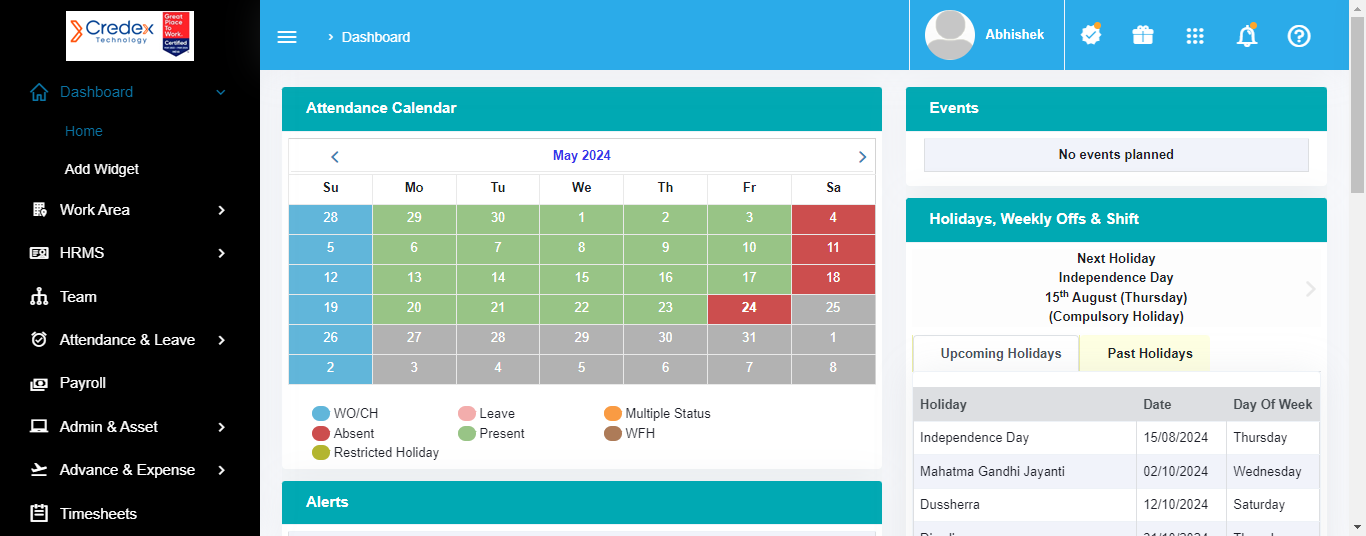 Credex
Technology
Great
Place
To
Work.
Certified
Dashboard
Home
Add Widget
Work Area
HRMS
Team
Attendance & Leave
Payroll
Admin & Asset
Advance & Expense
Timesheets
› Dashboard
Abhishek
Attendance Calendar
May 2024
Su Mo Tu We Th Fr Sa
28 29 30 1 2 3 4
5 6 7 8 9 10 11
12 13 14 15 16 17 18
19 20 21 22 23 24 25
26 27 28 29 30 31 1
2 3 4 5 6 7 8
WO/CH Leave Multiple Status
Absent Present WFH
Restricted Holiday
Alerts
Events
No events planned
Holidays, Weekly Offs & Shift
Next Holiday
Independence Day
15th August (Thursday)
(Compulsory Holiday)
Upcoming Holidays Past Holidays
Holiday Date Day Of Week
Independence Day 15/08/2024 Thursday
Mahatma Gandhi Jayanti 02/10/2024 Wednesday
Dussherra 12/10/2024 Saturday